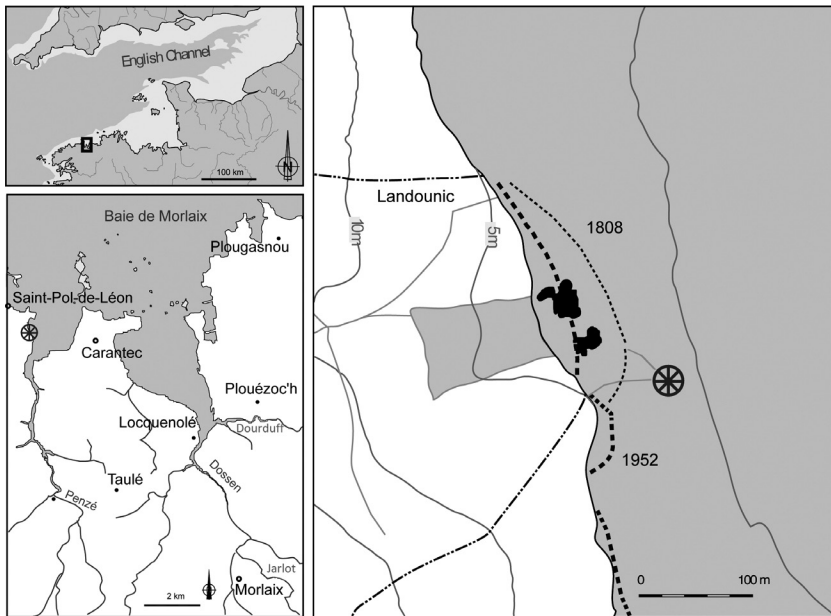 English Channel
N
100 km
Baie de Morlaix
Plougasnou
Saint-Pol-de-Léon
Carantec
Plouézoc'h
Locquenolé
Dourduff
Taulé
Dossen
Penzé
Jarlot
Morlaix
2 km
Landounic
1808
10m
5m
1952
0
100 m